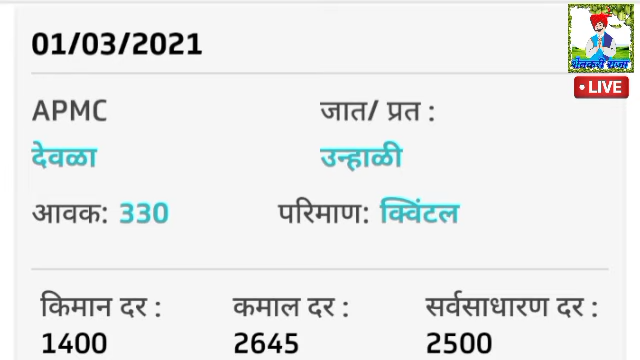 01/03/2021
शेतकरी राजा
• LIVE
APMC जात/ प्रत :
देवळा उन्हाळी
आवक: 330 परिमाण: क्विंटल
किमान दर : कमाल दर : सर्वसाधारण दर :
1400 2645 2500